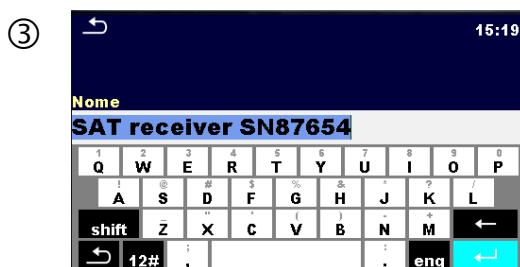 ③
15:19
Nome
SAT receiver SN87654
1 2 3 4 5 6 7 8 9 0
Q W E R T Y U I O P
! @ # $ % & * ? /
A S D F G H J K L
_ " ' ( ) - +
shift Z X C V B N M ←
; :
12# , . eng